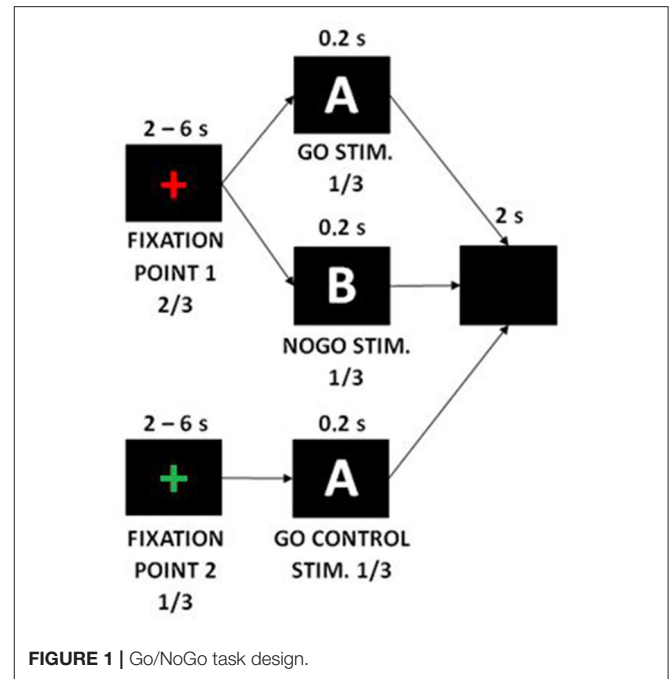 0.2 s
A
GO STIM.
1/3
2 – 6 s
+
FIXATION
POINT 1
2/3
0.2 s
B
NOGO STIM.
1/3
2 s
2 – 6 s
+
FIXATION
POINT 2
1/3
0.2 s
A
GO CONTROL
STIM. 1/3
FIGURE 1 | Go/NoGo task design.